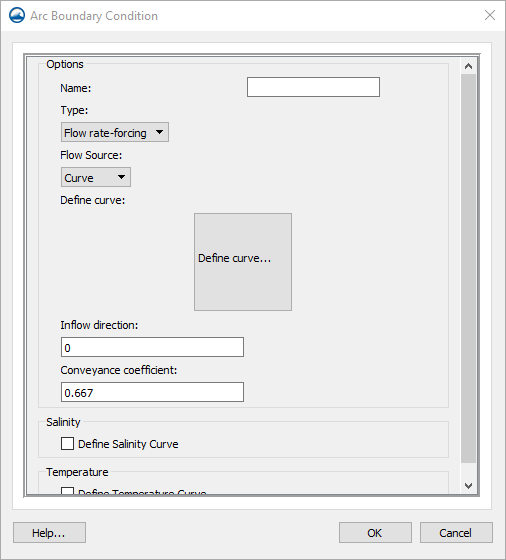 Arc Boundary Condition
Options
Name:
Type:
Flow rate-forcing
Flow Source:
Curve
Define curve:
Define curve...
Inflow direction:
0
Conveyance coefficient:
0.667
Salinity
Define Salinity Curve
Temperature
Define Temperature Curve
Help...
OK
Cancel